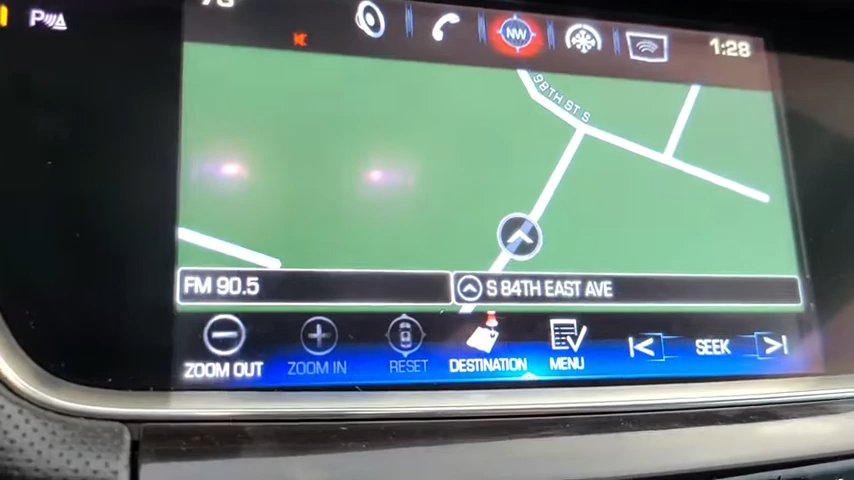 P
NW
1:28
98TH ST S
FM 90.5
S 84TH EAST AVE
ZOOM OUT
ZOOM IN
RESET
DESTINATION
MENU
SEEK